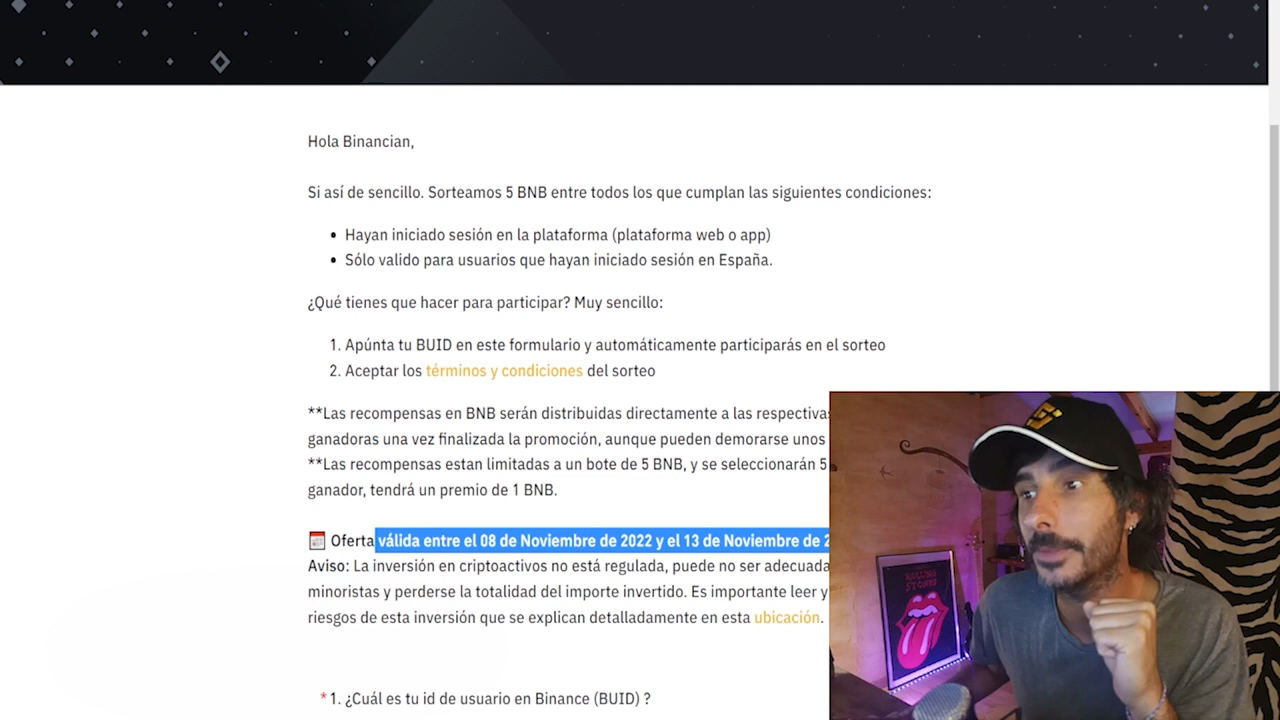 Hola Binancian,
Si así de sencillo. Sorteamos 5 BNB entre todos los que cumplan las siguientes condiciones:
• Hayan iniciado sesión en la plataforma (plataforma web o app)
• Sólo valido para usuarios que hayan iniciado sesión en España.
¿Qué tienes que hacer para participar? Muy sencillo:
1. Apúnta tu BUID en este formulario y automáticamente participarás en el sorteo
2. Aceptar los términos y condiciones del sorteo
**Las recompensas en BNB serán distribuidas directamente a las respectivas
ganadoras una vez finalizada la promoción, aunque pueden demorarse unos
**Las recompensas estan limitadas a un bote de 5 BNB, y se seleccionarán 5
ganador, tendrá un premio de 1 BNB.
Oferta válida entre el 08 de Noviembre de 2022 y el 13 de Noviembre de 2
Aviso: La inversión en criptoactivos no está regulada, puede no ser adecuada
minoristas y perderse la totalidad del importe invertido. Es importante leer y
riesgos de esta inversión que se explican detalladamente en esta ubicación.
*1. ¿Cuál es tu id de usuario en Binance (BUID) ?
ROLLING
STONES